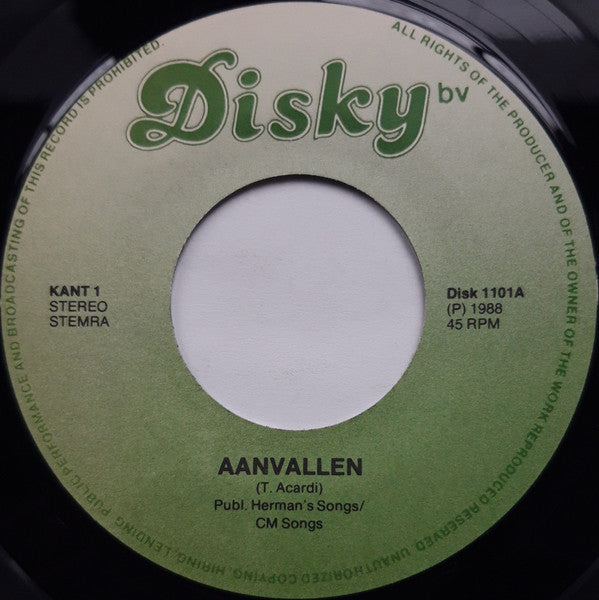 Disky bv
ALL RIGHTS OF THE PRODUCER AND OF THE OWNER OF THE WORK REPRODUCED RESERVED. UNAUTHORIZED COPYING, HIRING, LENDING, PUBLIC PERFORMANCE AND BROADCASTING OF THIS RECORD IS PROHIBITED.
KANT 1
STEREO
STEMRA
Disk 1101A
(P) 1988
45 RPM
AANVALLEN
(T. Acardi)
Publ. Herman's Songs/
CM Songs